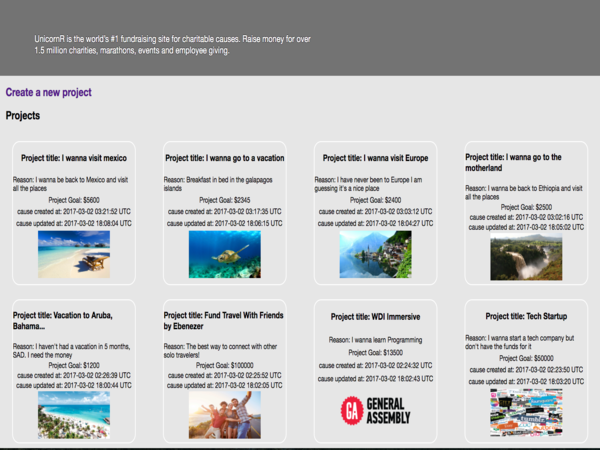 UnicornR is the world's #1 fundraising site for charitable causes. Raise money for over
1.5 million charities, marathons, events and employee giving.
Create a new project
Projects
Project title: I wanna visit mexico
Reason: I wanna be back to Mexico and visit
all the places
Project Goal: $5600
cause created at: 2017-03-02 03:21:52 UTC
cause updated at: 2017-03-02 18:08:04 UTC
Project title: I wanna go to a vacation
Reason: Breakfast in bed in the galapagos
islands
Project Goal: $2345
cause created at: 2017-03-02 03:17:35 UTC
cause updated at: 2017-03-02 18:06:15 UTC
Project title: I wanna visit Europe
Reason: I have never been to Europe I am
guessing it's a nice place
Project Goal: $2400
cause created at: 2017-03-02 03:03:12 UTC
cause updated at: 2017-03-02 18:04:27 UTC
Project title: I wanna go to the
motherland
Reason: I wanna be back to Ethiopia and visit
all the places
Project Goal: $2500
cause created at: 2017-03-02 03:02:16 UTC
cause updated at: 2017-03-02 18:05:02 UTC
Project title: Vacation to Aruba,
Bahama...
Reason: I haven't had a vacation in 5 months,
SAD. I need the money
Project Goal: $1200
cause created at: 2017-03-02 02:26:39 UTC
cause updated at: 2017-03-02 18:00:44 UTC
Project title: Fund Travel With Friends
by Ebenezer
Reason: The best way to connect with other
solo travelers!
Project Goal: $100000
cause created at: 2017-03-02 02:25:52 UTC
cause updated at: 2017-03-02 18:02:05 UTC
Project title: WDI Immersive
Reason: I wanna learn Programming
Project Goal: $13500
cause created at: 2017-03-02 02:24:32 UTC
cause updated at: 2017-03-02 18:02:43 UTC
GA GENERAL
ASSEMBLY
Project title: Tech Startup
Reason: I wanna start a tech company but
don't have the funds for it
Project Goal: $50000
cause created at: 2017-03-02 02:23:50 UTC
cause updated at: 2017-03-02 18:03:20 UTC